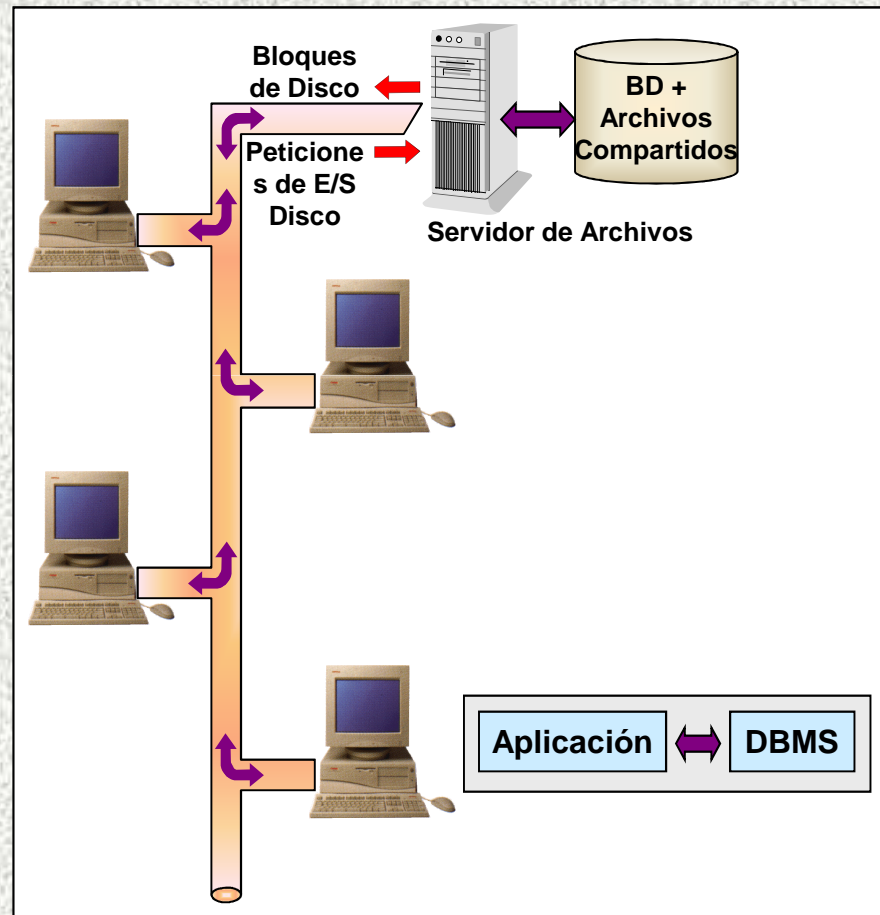 Bloques
de Disco
Peticione
s de E/S
Disco
BD +
Archivos
Compartidos
Servidor de Archivos
Aplicación
DBMS